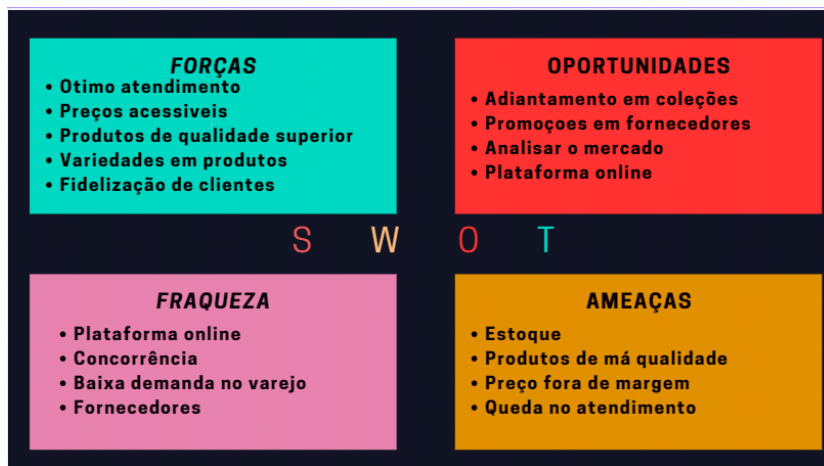 FORÇAS
• Otimo atendimento
• Preços acessiveis
• Produtos de qualidade superior
• Variedades em produtos
• Fidelização de clientes
OPORTUNIDADES
• Adiantamento em coleções
• Promoçoes em fornecedores
• Analisar o mercado
• Plataforma online
S W O T
FRAQUEZA
• Plataforma online
• Concorrência
• Baixa demanda no varejo
• Fornecedores
AMEAÇAS
• Estoque
• Produtos de má qualidade
• Preço fora de margem
• Queda no atendimento